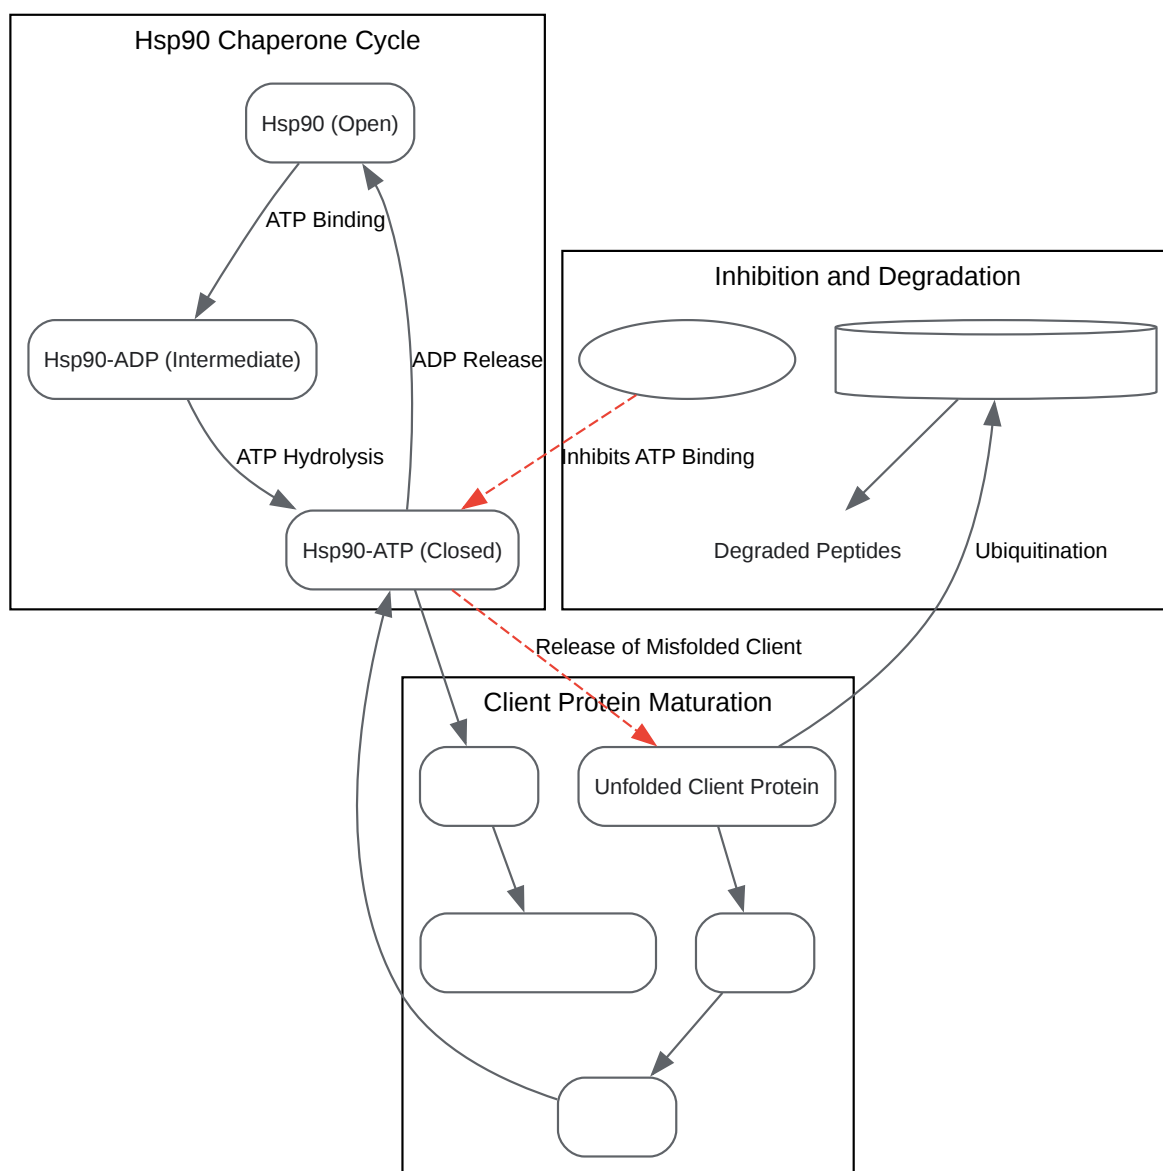 Hsp90 Chaperone Cycle
Hsp90 (Open)
ATP Binding
Hsp90-ADP (Intermediate)
ADP Release
ATP Hydrolysis
Hsp90-ATP (Closed)
Inhibition and Degradation
Inhibits ATP Binding
Degraded Peptides
Ubiquitination
Release of Misfolded Client
Client Protein Maturation
Unfolded Client Protein